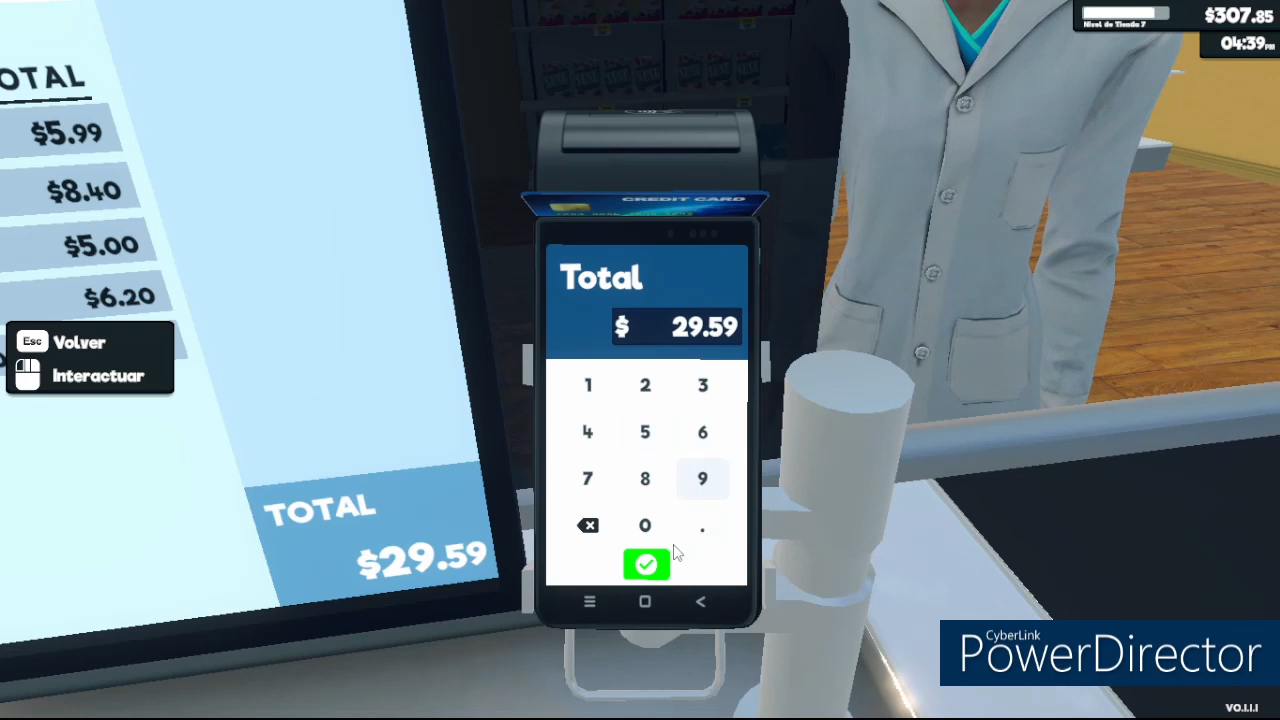 $307.85
Nivel de Tienda 7
04:39PM
OTAL
$5.99
$8.40
$5.00
$6.20
Esc Volver
Interactuar
TOTAL
$29.59
CREDIT CARD
Total
$ 29.59
1 2 3
4 5 6
7 8 9
0 .
CyberLink
PowerDirector
V0.1.1.1